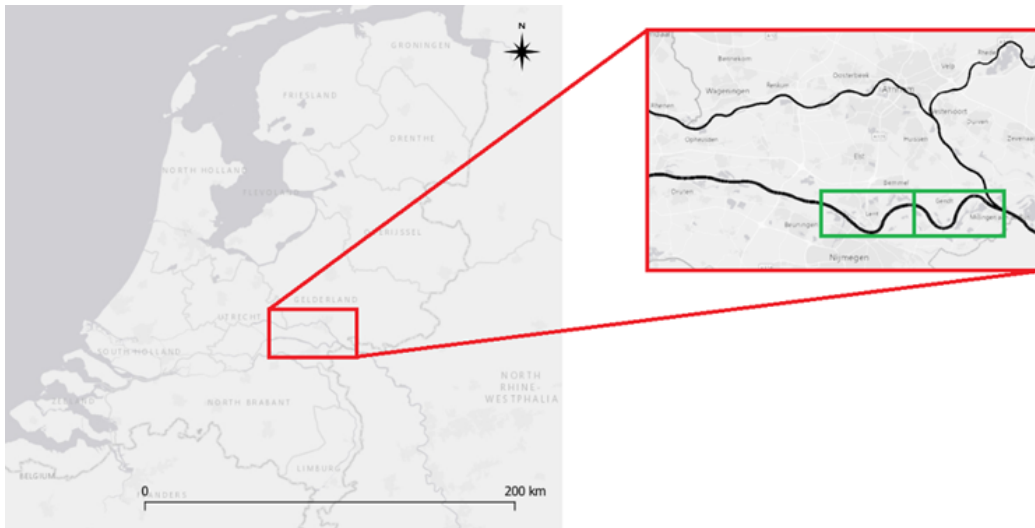 GRONINGEN
N
FRIESLAND
DRENTHE
NORTH HOLLAND
FLEVOLAND
OVERIJSSEL
GELDERLAND
UTRECHT
SOUTH HOLLAND
ZEELAND
NORTH BRABANT
NORTH
RHINE-
WESTPHALIA
LIMBURG
BELGIUM
FLANDERS
0
200 km
Bennekom
Velp
Oosterbeek
Wageningen
Renkum
Arnhem
Rhenen
Westervoort
Duiven
Opheusden
Huissen
Zevenaar
Elst
Bemmel
Druten
Gendt
Lent
Millingen
Beuningen
Nijmegen